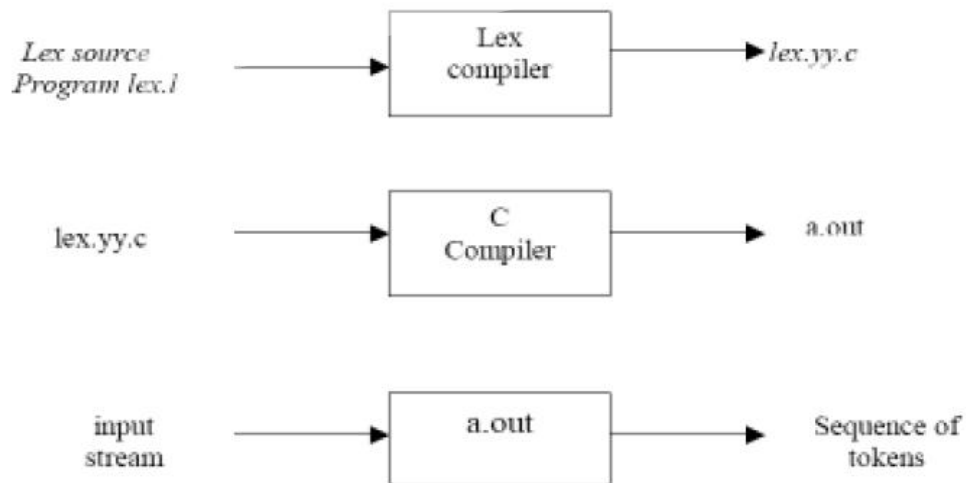 Lex source
Program lex.l
Lex
compiler
lex.yy.c
lex.yy.c
C
Compiler
a.out
input
stream
a.out
Sequence of
tokens